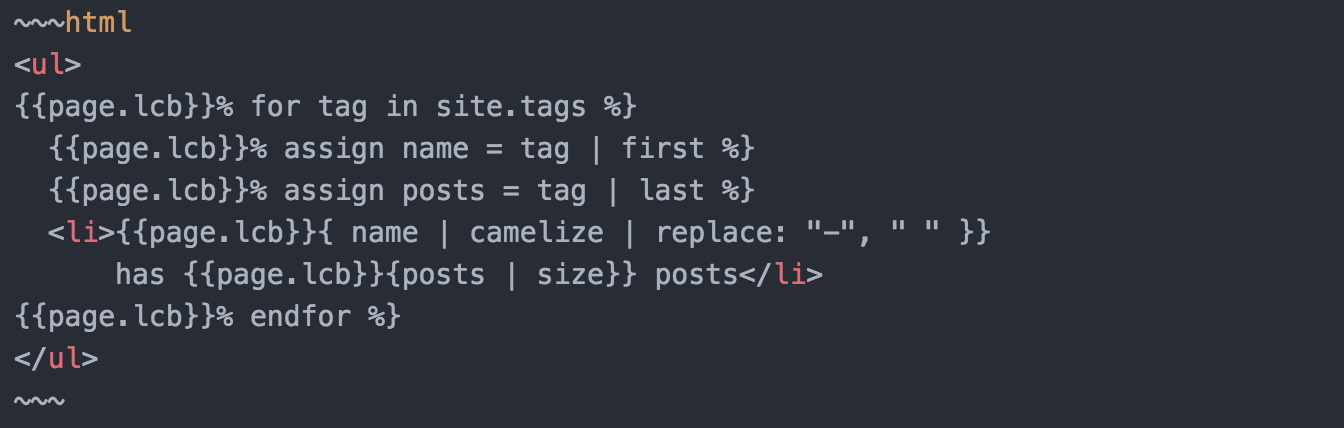 ~~~html
<ul>
{{page.lcb}}% for tag in site.tags %}
  {{page.lcb}}% assign name = tag | first %}
  {{page.lcb}}% assign posts = tag | last %}
  <li>{{page.lcb}}{ name | camelize | replace: "-", " " }}
      has {{page.lcb}}{posts | size}} posts</li>
{{page.lcb}}% endfor %}
</ul>
~~~